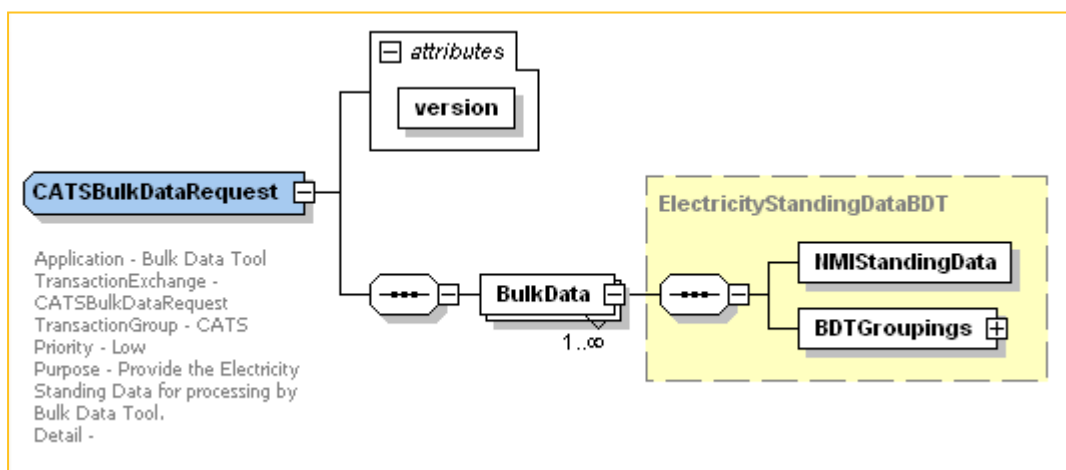 attributes
version
CATSBulkDataRequest
Application - Bulk Data Tool
TransactionExchange -
CATSBulkDataRequest
TransactionGroup - CATS
Priority - Low
Purpose - Provide the Electricity
Standing Data for processing by
Bulk Data Tool.
Detail -
BulkData
1..∞
ElectricityStandingDataBDT
NMIStandingData
BDTGroupings